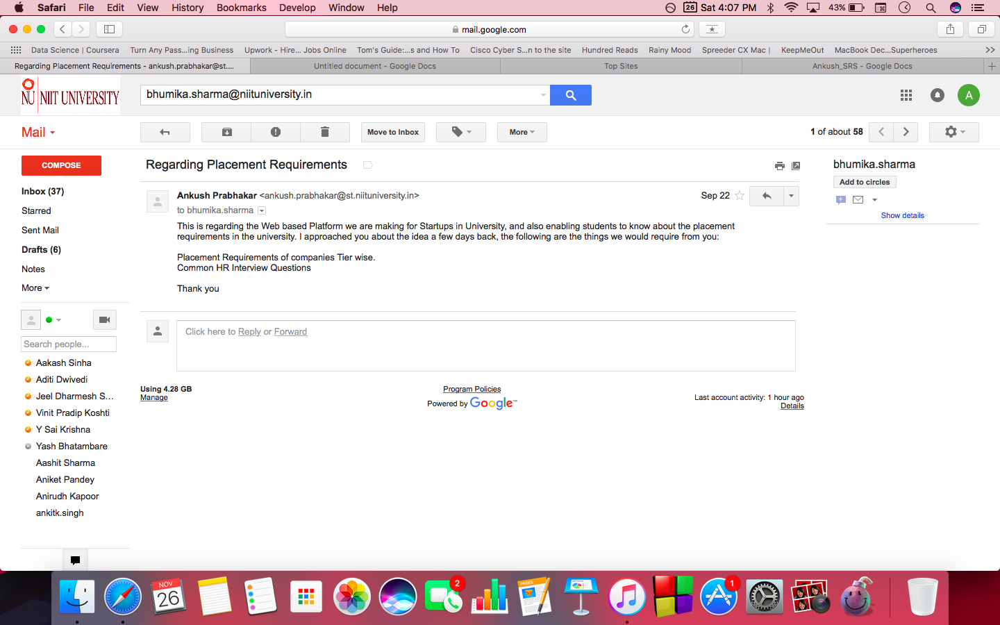 Safari File Edit View History Bookmarks Develop Window Help 26 Sat 4:07 PM 43%
mail.google.com
Data Science | Coursera Turn Any Pass...ing Business Upwork - Hire... Jobs Online Tom's Guide:...s and How To Cisco Cyber S...n to the site Hundred Reads Rainy Mood Spreeder CX Mac | KeepMeOut MacBook Dec...Superheroes
Regarding Placement Requirements - ankush.prabhakar@st.... Untitled document - Google Docs Top Sites Ankush_SRS - Google Docs
NU NIIT UNIVERSITY
bhumika.sharma@niituniversity.in
A
Mail
Move to Inbox
More
1 of about 58
COMPOSE
Inbox (37)
Starred
Sent Mail
Drafts (6)
Notes
More
Search people...
Aakash Sinha
Aditi Dwivedi
Jeel Dharmesh S...
Vinit Pradip Koshti
Y Sai Krishna
Yash Bhatambare
Aashit Sharma
Aniket Pandey
Anirudh Kapoor
ankitk.singh
Regarding Placement Requirements
Ankush Prabhakar <ankush.prabhakar@st.niituniversity.in> Sep 22
to bhumika.sharma
This is regarding the Web based Platform we are making for Startups in University, and also enabling students to know about the placement
requirements in the university. I approached you about the idea a few days back, the following are the things we would require from you:
Placement Requirements of companies Tier wise.
Common HR Interview Questions
Thank you
Click here to Reply or Forward
Using 4.28 GB
Manage
Program Policies
Powered by Google™
Last account activity: 1 hour ago
Details
bhumika.sharma
Add to circles
Show details
NOV
26
2
PAGES
1